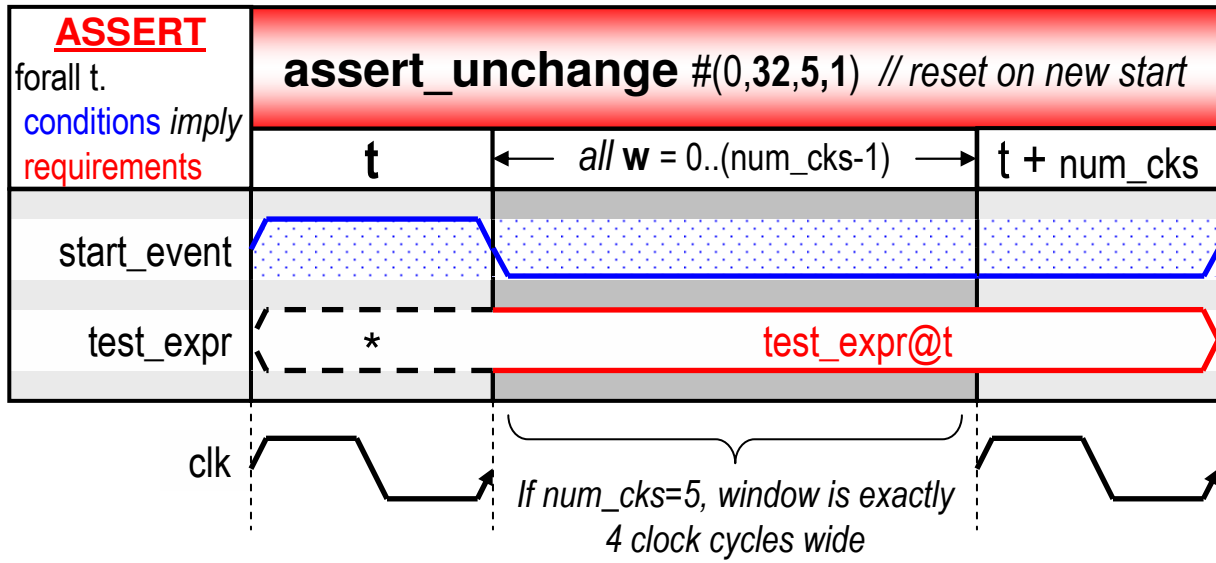 ASSERT
forall t.
conditions imply
requirements
assert_unchange #(0,32,5,1) // reset on new start
t
all w = 0..(num_cks-1)
t + num_cks
start_event
test_expr
*
test_expr@t
clk
If num_cks=5, window is exactly
4 clock cycles wide